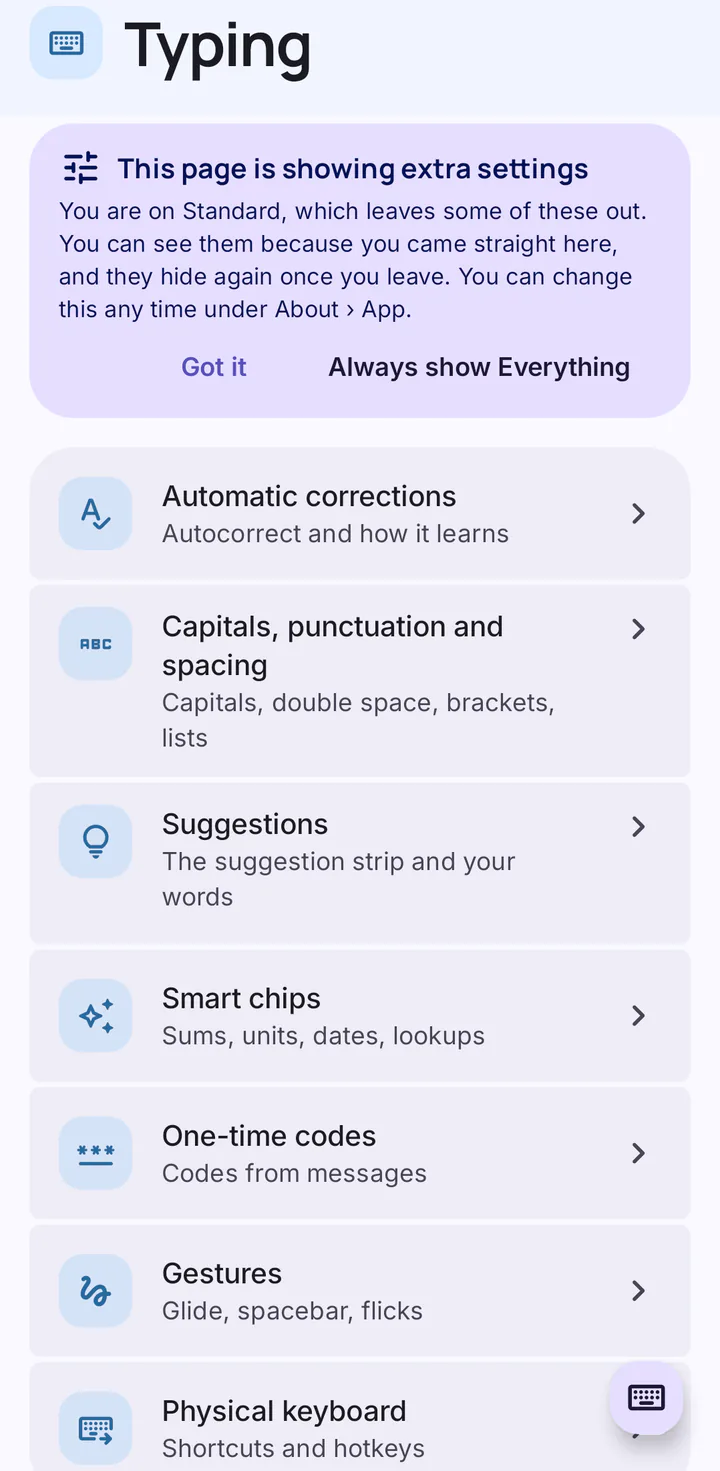 Typing
This page is showing extra settings
You are on Standard, which leaves some of these out.
You can see them because you came straight here,
and they hide again once you leave. You can change
this any time under About › App.
Got it
Always show Everything
Automatic corrections
Autocorrect and how it learns
ABC
Capitals, punctuation and
spacing
Capitals, double space, brackets,
lists
Suggestions
The suggestion strip and your
words
Smart chips
Sums, units, dates, lookups
One-time codes
Codes from messages
Gestures
Glide, spacebar, flicks
Physical keyboard
Shortcuts and hotkeys